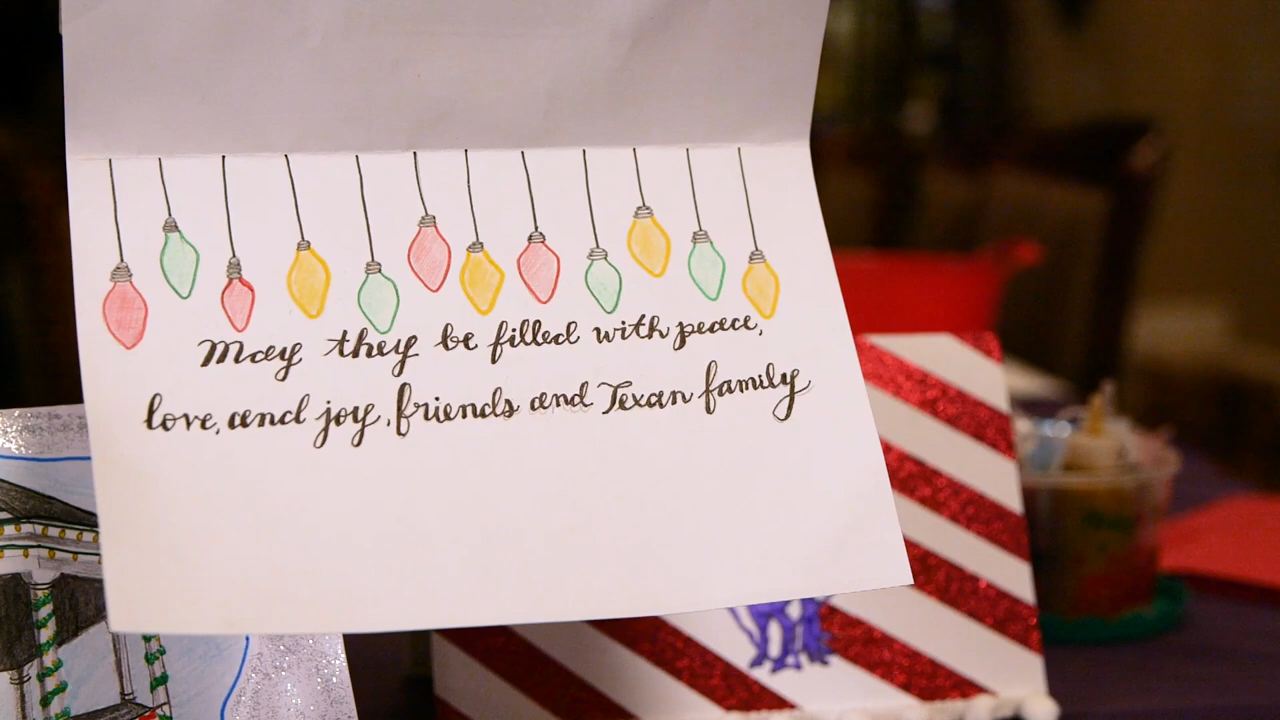 May they be filled with peace,
love, and joy, friends and Texan family